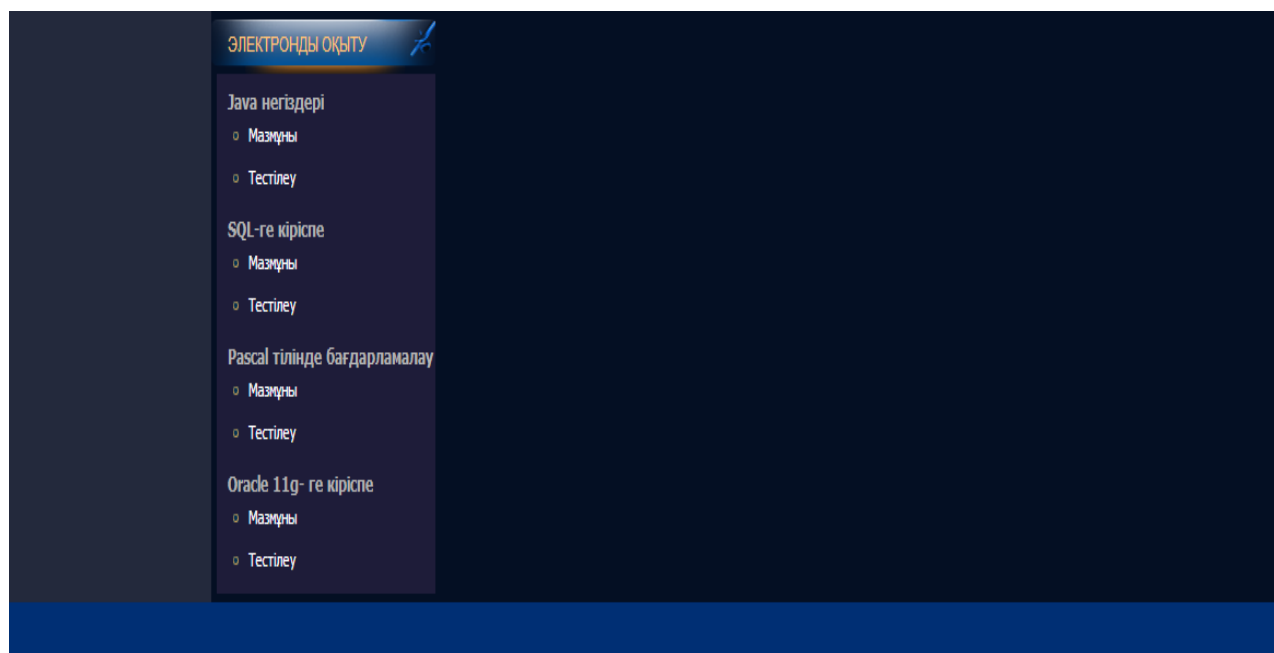 ЭЛЕКТРОНДЫ ОҚЫТУ
Java негіздері
Мазмұны
Тестілеу
SQL-ге кіріспе
Мазмұны
Тестілеу
Pascal тілінде бағдарламалау
Мазмұны
Тестілеу
Oracle 11g- ге кіріспе
Мазмұны
Тестілеу